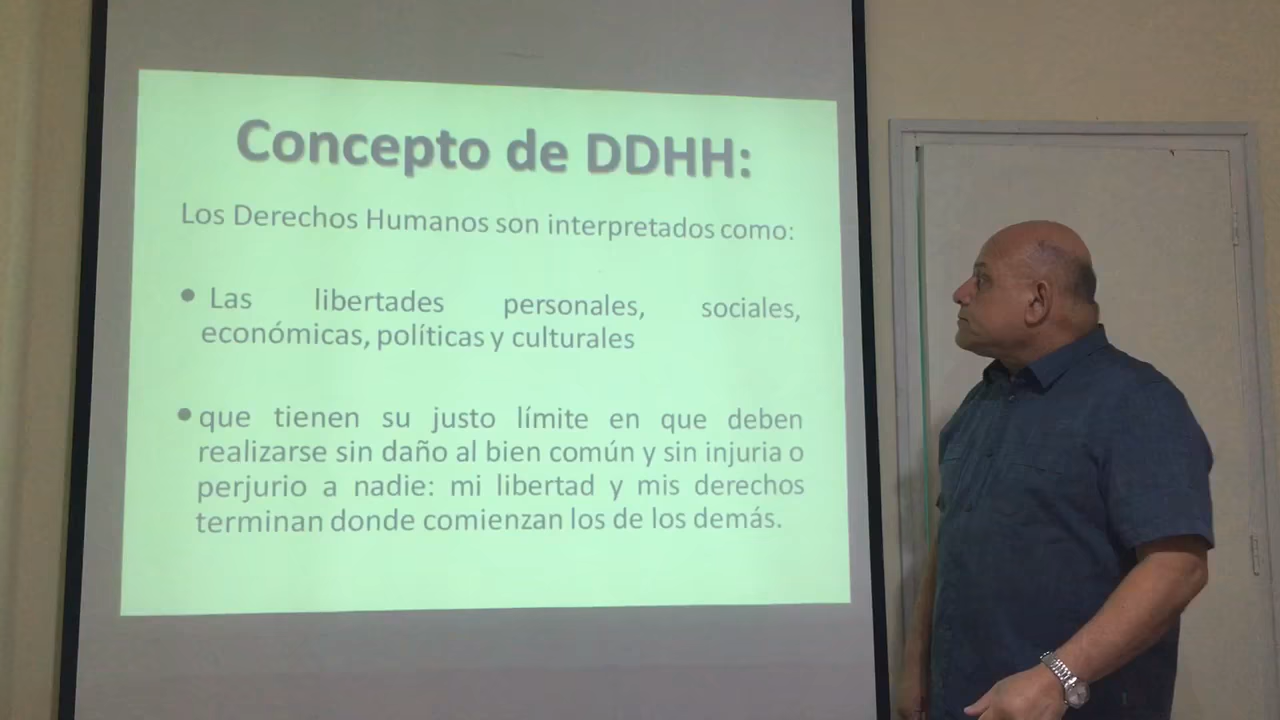 Concepto de DDHH:
Los Derechos Humanos son interpretados como:
• Las libertades personales, sociales,
económicas, políticas y culturales
• que tienen su justo límite en que deben
realizarse sin daño al bien común y sin injuria o
perjurio a nadie: mi libertad y mis derechos
terminan donde comienzan los de los demás.